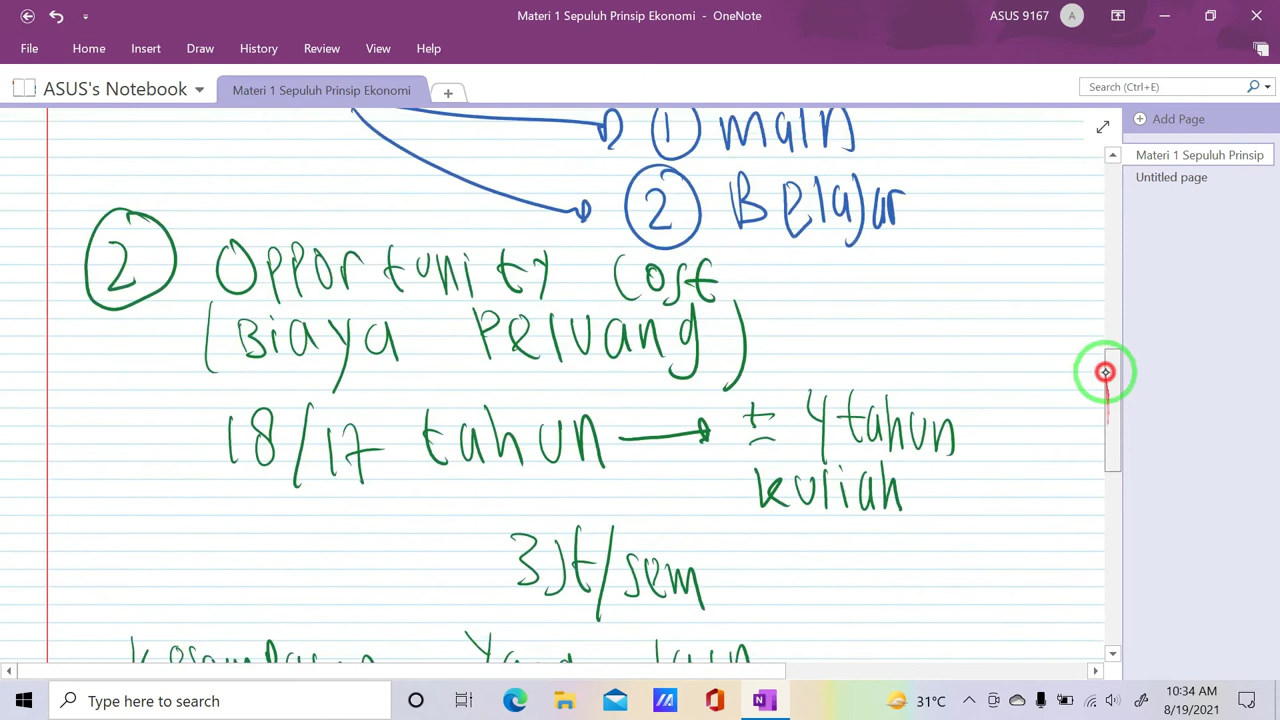 Materi 1 Sepuluh Prinsip Ekonomi - OneNote
ASUS 9167
A
File Home Insert Draw History Review View Help
ASUS's Notebook
Materi 1 Sepuluh Prinsip Ekonomi
Search (Ctrl+E)
Add Page
Materi 1 Sepuluh Prinsip
Untitled page
1 Main
2 Belajar
2 Opportunity Cost
(Biaya Peluang)
18/17 tahun → ± 4 tahun
kuliah
3Jt/sem
Yang
Type here to search
31°C
10:34 AM
8/19/2021